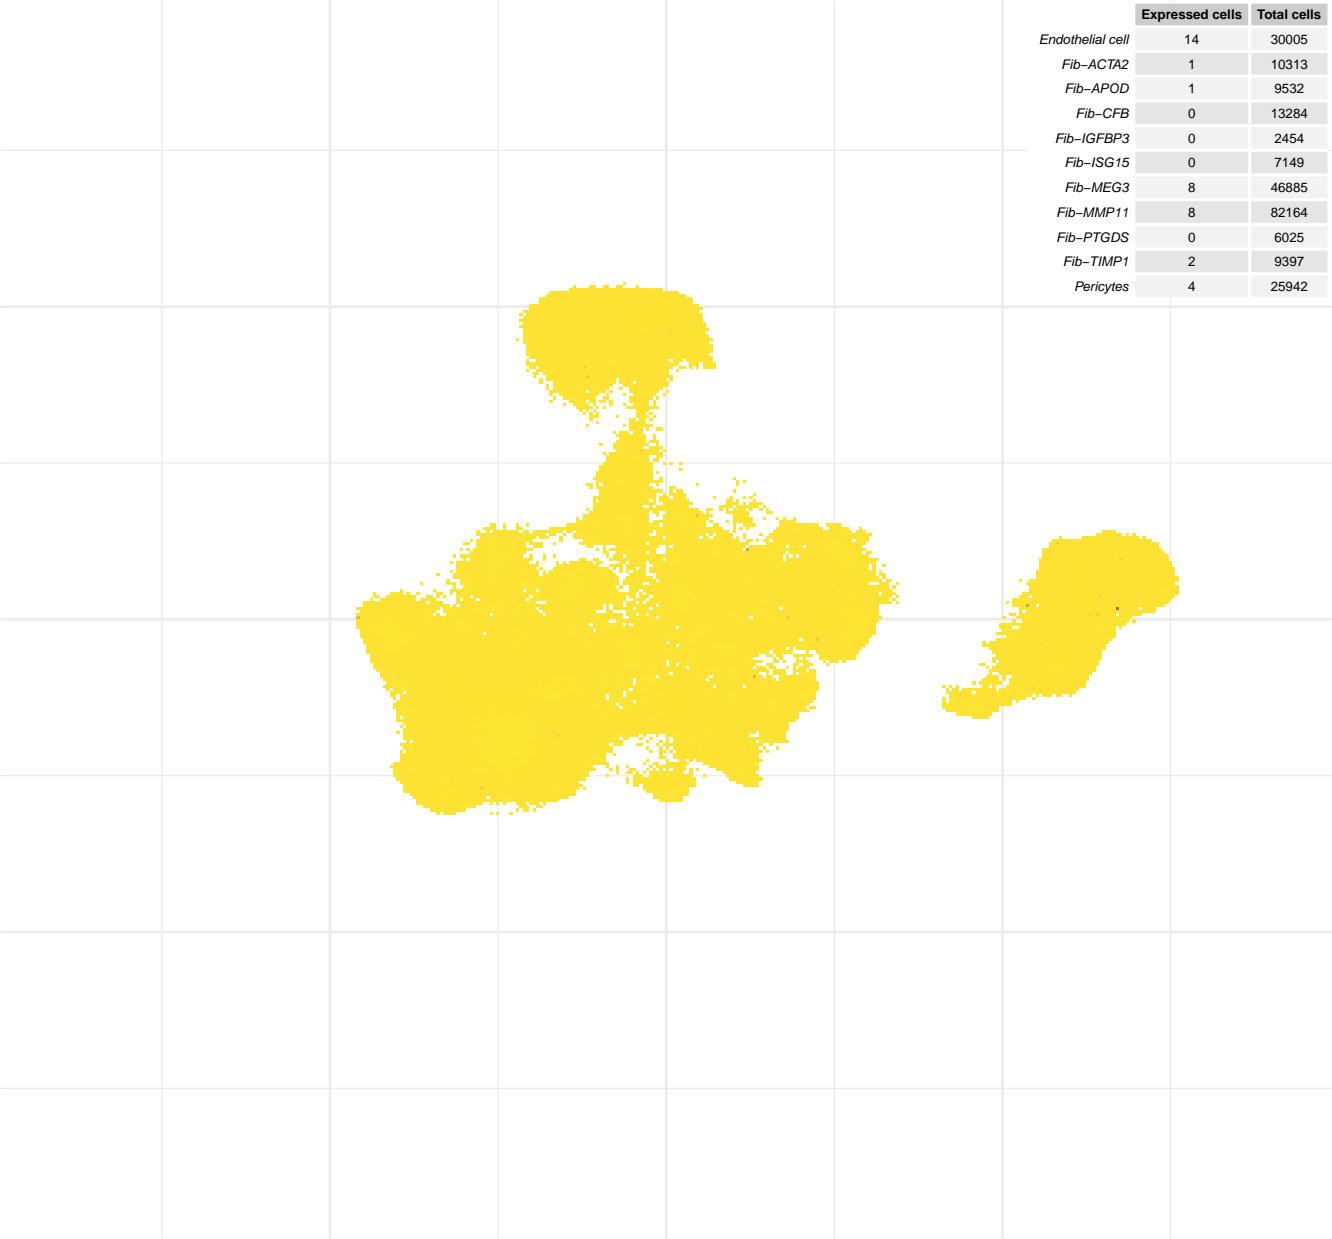 Expressed cells Total cells
Endothelial cell 14 30005
Fib−ACTA2 1 10313
Fib−APOD 1 9532
Fib−CFB 0 13284
Fib−IGFBP3 0 2454
Fib−ISG15 0 7149
Fib−MEG3 8 46885
Fib−MMP11 8 82164
Fib−PTGDS 0 6025
Fib−TIMP1 2 9397
Pericytes 4 25942